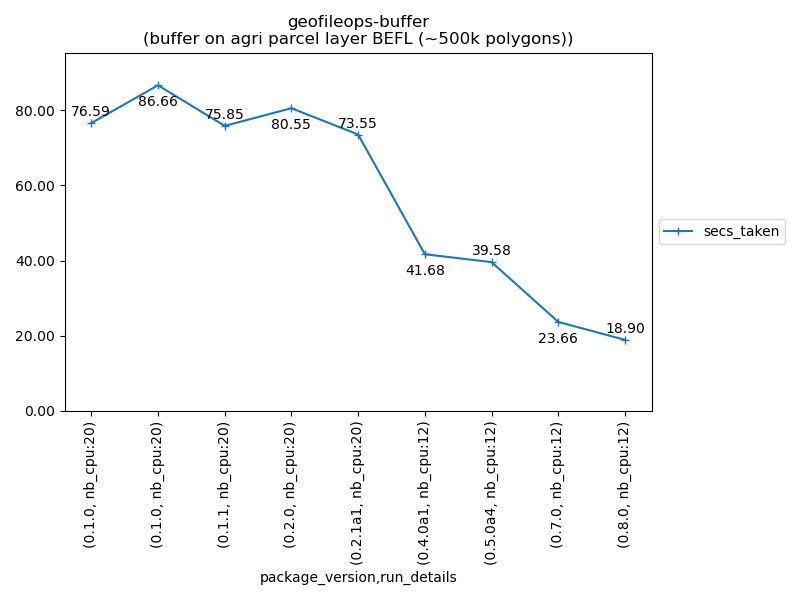 geofileops-buffer
(buffer on agri parcel layer BEFL (~500k polygons))
80.00
60.00
40.00
20.00
0.00
76.59
86.66
75.85
80.55
73.55
41.68
39.58
23.66
18.90
secs_taken
(0.1.0, nb_cpu:20)
(0.1.0, nb_cpu:20)
(0.1.1, nb_cpu:20)
(0.2.0, nb_cpu:20)
(0.2.1a1, nb_cpu:20)
(0.4.0a1, nb_cpu:12)
(0.5.0a4, nb_cpu:12)
(0.7.0, nb_cpu:12)
(0.8.0, nb_cpu:12)
package_version,run_details